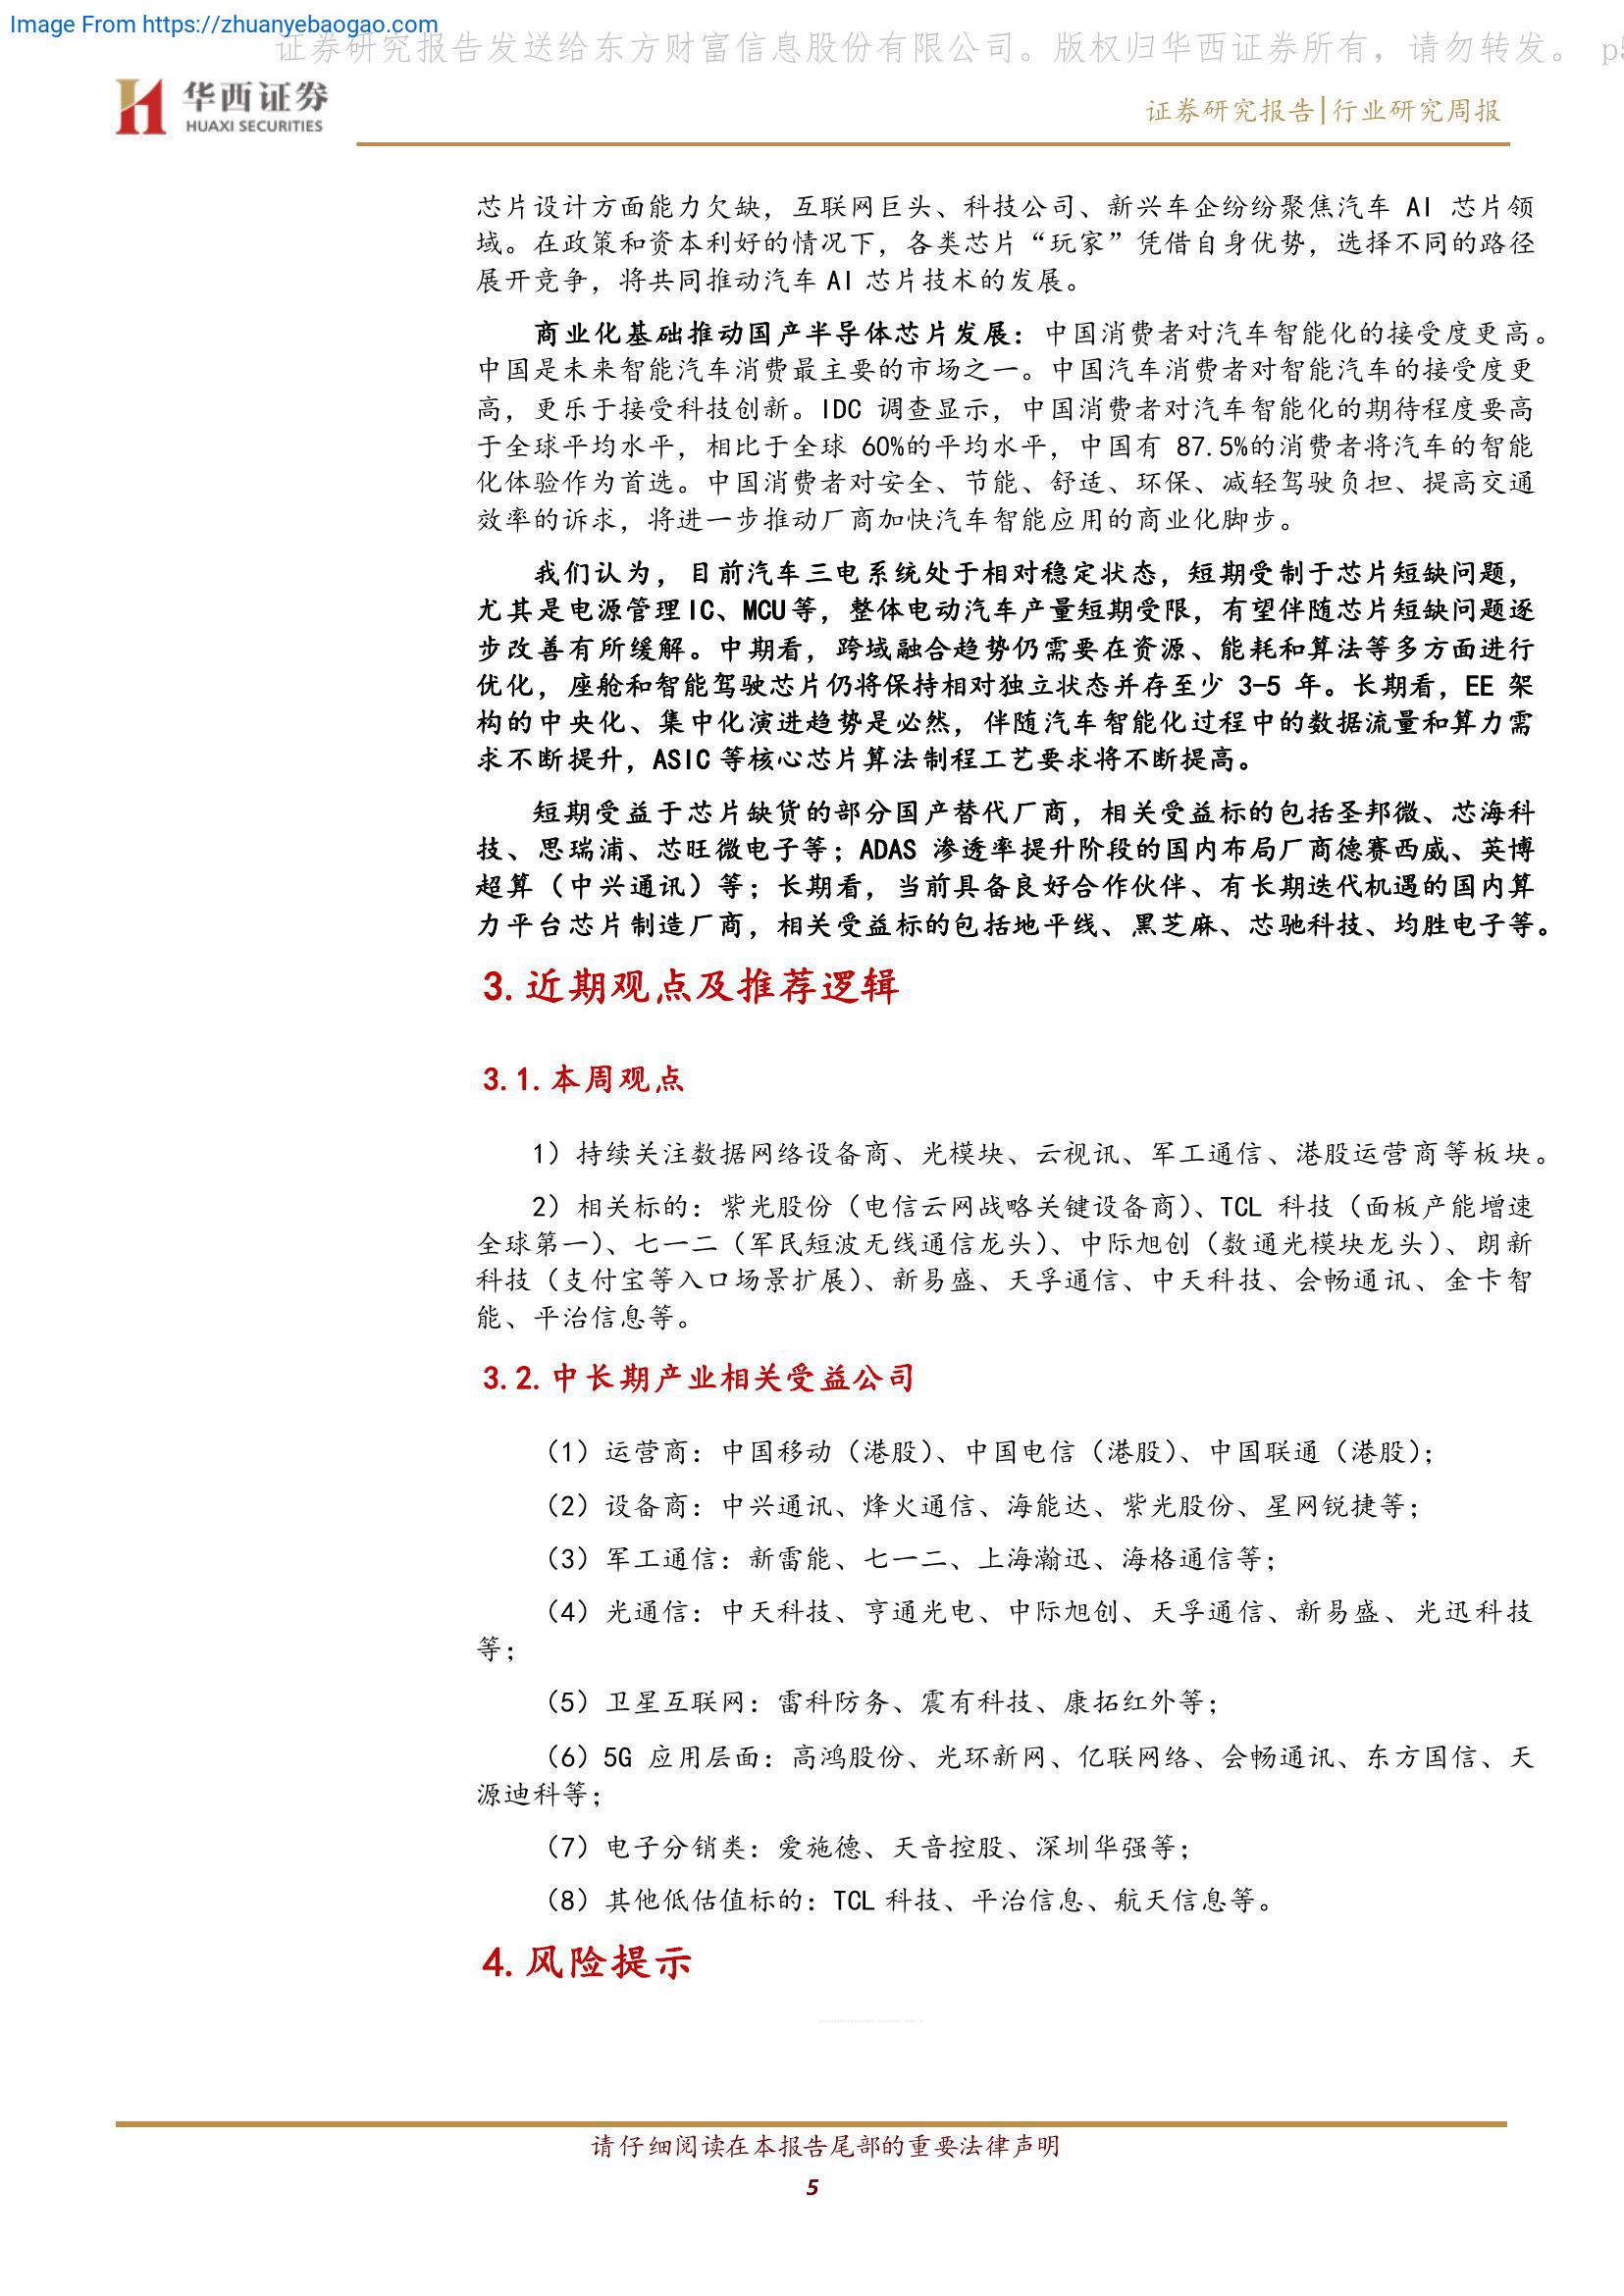 Image From https://zhuanyebaogao.com
证券研究报告发送给东方财富信息股份有限公司。版权归华西证券所有，请勿转发。 p5
华西证券
HUAXI SECURITIES
证券研究报告|行业研究周报
芯片设计方面能力欠缺，互联网巨头、科技公司、新兴车企纷纷聚焦汽车 AI 芯片领
域。在政策和资本利好的情况下，各类芯片“玩家”凭借自身优势，选择不同的路径
展开竞争，将共同推动汽车 AI 芯片技术的发展。
商业化基础推动国产半导体芯片发展：中国消费者对汽车智能化的接受度更高。
中国是未来智能汽车消费最主要的市场之一。中国汽车消费者对智能汽车的接受度更
高，更乐于接受科技创新。IDC 调查显示，中国消费者对汽车智能化的期待程度要高
于全球平均水平，相比于全球 60%的平均水平，中国有 87.5%的消费者将汽车的智能
化体验作为首选。中国消费者对安全、节能、舒适、环保、减轻驾驶负担、提高交通
效率的诉求，将进一步推动厂商加快汽车智能应用的商业化脚步。
我们认为，目前汽车三电系统处于相对稳定状态，短期受制于芯片短缺问题，
尤其是电源管理 IC、MCU 等，整体电动汽车产量短期受限，有望伴随芯片短缺问题逐
步改善有所缓解。中期看，跨域融合趋势仍需要在资源、能耗和算法等多方面进行
优化，座舱和智能驾驶芯片仍将保持相对独立状态并存至少 3-5 年。长期看，EE 架
构的中央化、集中化演进趋势是必然，伴随汽车智能化过程中的数据流量和算力需
求不断提升，ASIC 等核心芯片算法制程工艺要求将不断提高。
短期受益于芯片缺货的部分国产替代厂商，相关受益标的包括圣邦微、芯海科
技、思瑞浦、芯旺微电子等；ADAS 渗透率提升阶段的国内布局厂商德赛西威、英博
超算（中兴通讯）等；长期看，当前具备良好合作伙伴、有长期迭代机遇的国内算
力平台芯片制造厂商，相关受益标的包括地平线、黑芝麻、芯驰科技、均胜电子等。
3.近期观点及推荐逻辑
3.1.本周观点
1）持续关注数据网络设备商、光模块、云视讯、军工通信、港股运营商等板块。
2）相关标的：紫光股份（电信云网战略关键设备商）、TCL 科技（面板产能增速
全球第一）、七一二（军民短波无线通信龙头）、中际旭创（数通光模块龙头）、朗新
科技（支付宝等入口场景扩展）、新易盛、天孚通信、中天科技、会畅通讯、金卡智
能、平治信息等。
3.2.中长期产业相关受益公司
（1）运营商：中国移动（港股）、中国电信（港股）、中国联通（港股）；
（2）设备商：中兴通讯、烽火通信、海能达、紫光股份、星网锐捷等；
（3）军工通信：新雷能、七一二、上海瀚迅、海格通信等；
（4）光通信：中天科技、亨通光电、中际旭创、天孚通信、新易盛、光迅科技
等；
（5）卫星互联网：雷科防务、震有科技、康拓红外等；
（6）5G 应用层面：高鸿股份、光环新网、亿联网络、会畅通讯、东方国信、天
源迪科等；
（7）电子分销类：爱施德、天音控股、深圳华强等；
（8）其他低估值标的：TCL 科技、平治信息、航天信息等。
4.风险提示
请仔细阅读在本报告尾部的重要法律声明
5